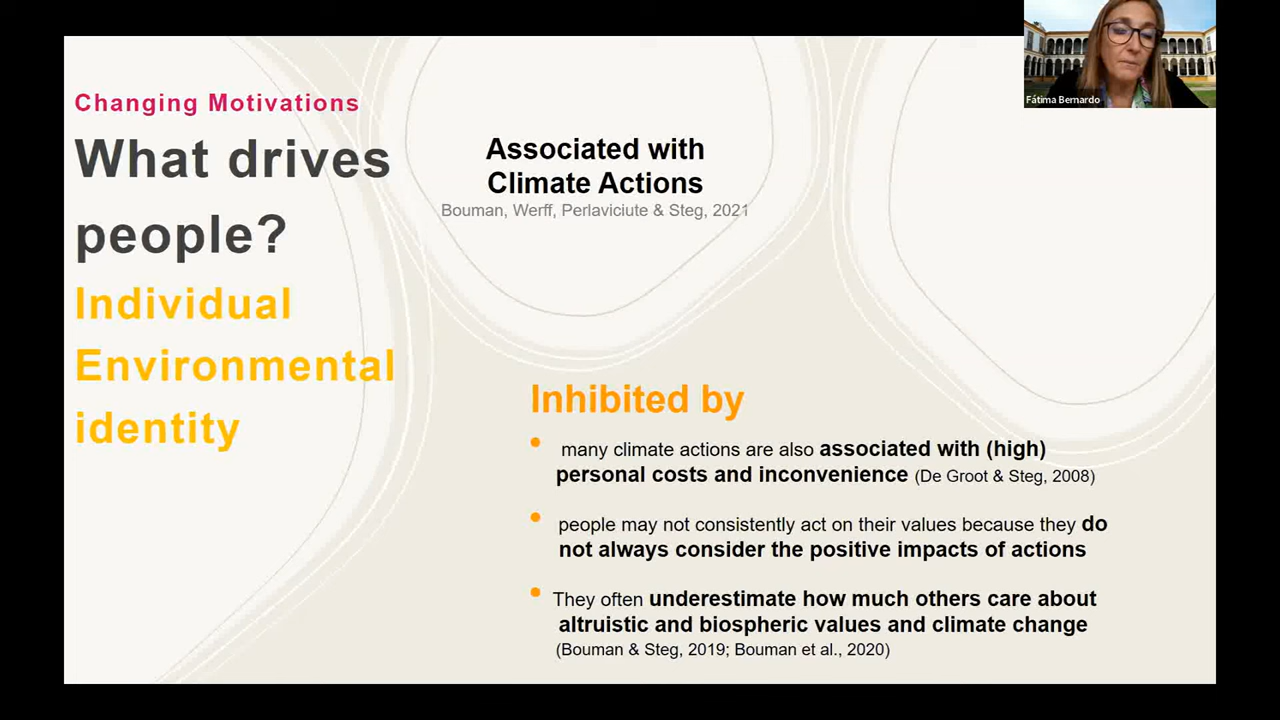 Changing Motivations
What drives
people?
Individual
Environmental
identity
Associated with
Climate Actions
Bouman, Werff, Perlaviciute & Steg, 2021
Inhibited by
• many climate actions are also associated with (high)
personal costs and inconvenience (De Groot & Steg, 2008)
• people may not consistently act on their values because they do
not always consider the positive impacts of actions
• They often underestimate how much others care about
altruistic and biospheric values and climate change
(Bouman & Steg, 2019; Bouman et al., 2020)
Fátima Bernardo